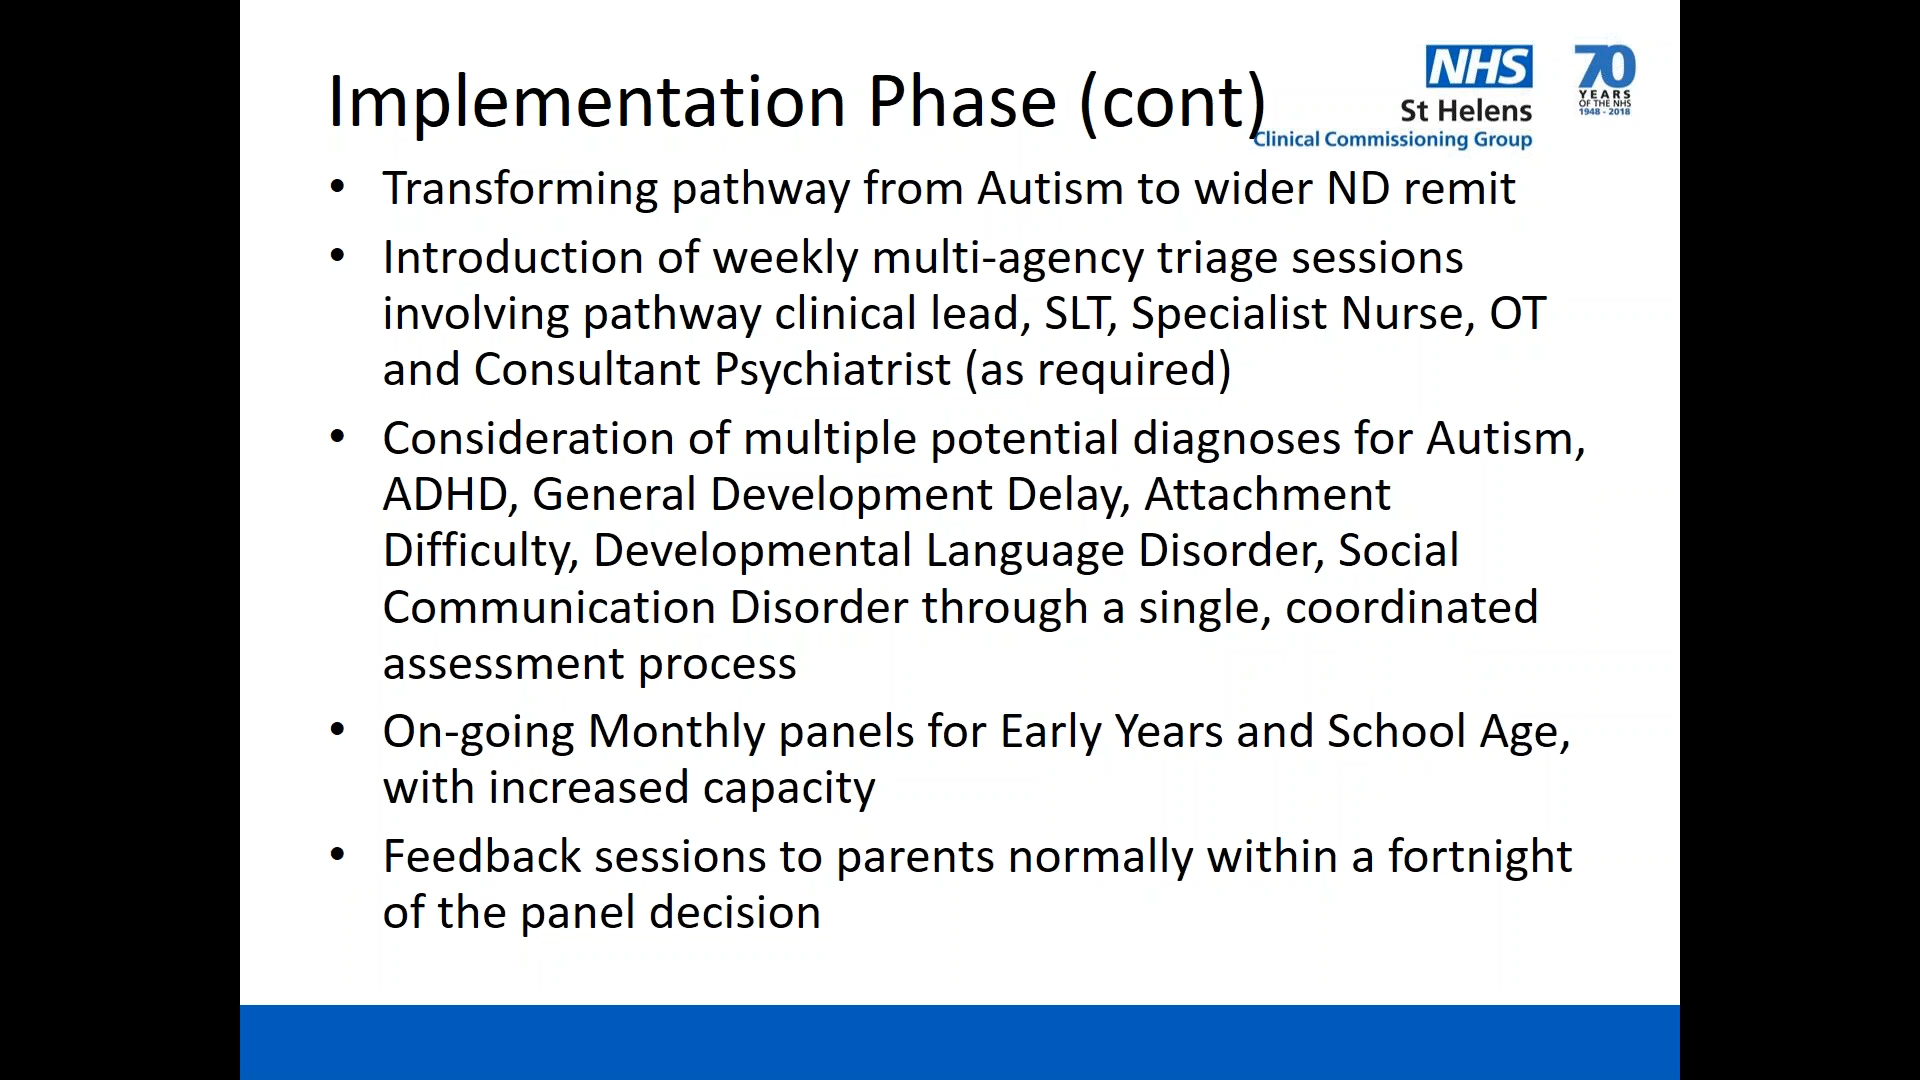 Implementation Phase (cont)
NHS
St Helens
Clinical Commissioning Group
70
YEARS
OF THE NHS
1948 - 2018
• Transforming pathway from Autism to wider ND remit
• Introduction of weekly multi-agency triage sessions
involving pathway clinical lead, SLT, Specialist Nurse, OT
and Consultant Psychiatrist (as required)
• Consideration of multiple potential diagnoses for Autism,
ADHD, General Development Delay, Attachment
Difficulty, Developmental Language Disorder, Social
Communication Disorder through a single, coordinated
assessment process
• On-going Monthly panels for Early Years and School Age,
with increased capacity
• Feedback sessions to parents normally within a fortnight
of the panel decision